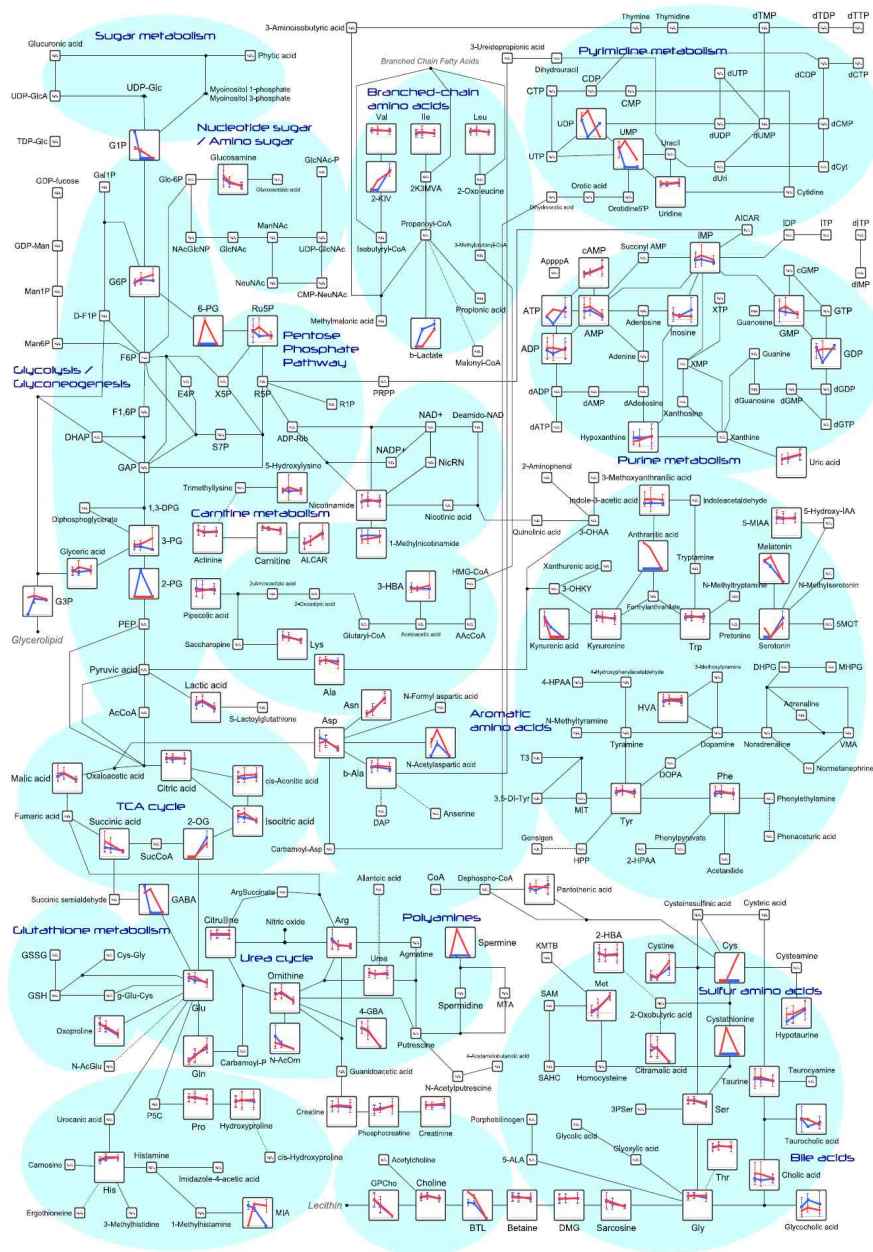 Sugar metabolism
Glucuronic acid
Phytic acid
UDP-GlcA
UDP-Glc
Myoinositol 1-phosphate
Myoinositol 3-phosphate
TDP-Glc
G1P
Nucleotide sugar
/ Amino sugar
Glucosamine
GlcNAc-P
Glc-6P
Gal1P
GDP-fucose
NAcGlcNP
GlcNAc
ManNAc
UDP-GlcNAc
NeuNAc
CMP-NeuNAc
GDP-Man
Man1P
Man6P
G6P
D-F1P
6-PG
Ru5P
Pentose
Phosphate
Pathway
Glycolysis /
Glyconeogenesis
F6P
E4P
X5P
R5P
F1,6P
DHAP
GAP
S7P
R1P
PRPP
3-Aminoisobutyric acid
Branched Chain Fatty Acids
Branched-chain
amino acids
Val
Ile
Leu
2-KIV
2K3MVA
2-Oxoleucine
Isobutyryl-CoA
Propanoyl-CoA
3-Methylcrotonyl-CoA
Methylmalonic acid
b-Lactate
Propionic acid
Malonyl-CoA
3-Ureidopropionic acid
Thymine
Thymidine
dTMP
dTDP
dTTP
Pyrimidine metabolism
Dihydrouracil
CDP
CTP
CMP
dUTP
dCDP
dCTP
UDP
UMP
Uracil
dUDP
dUMP
dCMP
UTP
dUri
dCyt
Uridine
Cytidine
Orotic acid
Dihydroorotic acid
Orotidine5'P
AICAR
IDP
ITP
dITP
dIMP
IMP
Succinyl AMP
cAMP
AppppA
cGMP
ATP
AMP
Adenosine
Inosine
XTP
Guanosine
GMP
GTP
GDP
ADP
Adenine
XMP
Guanine
dADP
dAMP
dAdenosine
Xanthosine
dGuanosine
dGMP
dGDP
dGTP
dATP
Hypoxanthine
Xanthine
Uric acid
Purine metabolism
ADP-Rib
NAD+
Deamido-NAD
NADP+
NicRN
Nicotinamide
Nicotinic acid
1-Methylnicotinamide
5-Hydroxylysine
Trimethyllysine
Carnitine metabolism
Actinine
Carnitine
ALCAR
1,3-DPG
Diphosphoglycerate
3-PG
Glyceric acid
2-PG
G3P
Glycerolipid
PEP
Pyruvic acid
AcCoA
Lactic acid
S-Lactoylglutathione
Pipecolic acid
2-Aminoadipic acid
2-Oxoadipic acid
3-HBA
HMG-CoA
Saccharopine
Lys
Glutaryl-CoA
Acetoacetic acid
AAcCoA
Ala
2-Aminophenol
3-Methoxyanthranilic acid
Indole-3-acetic acid
Indoleacetaldehyde
5-Hydroxy-IAA
5-MIAA
Quinolinic acid
3-OHAA
Anthranilic acid
Tryptamine
Melatonin
Xanthurenic acid
3-OHKY
N-Methyltryptamine
N-Methylserotonin
Formylanthranilate
Kynurenic acid
Kynurenine
Trp
Pretonine
Serotonin
5MOT
4-HPAA
4-Hydroxyphenylacetaldehyde
3-Methoxytyramine
DHPG
MHPG
HVA
Adrenaline
N-Methyltyramine
Tyramine
Dopamine
Noradrenaline
VMA
Normetanephrine
DOPA
T3
3,5-DI-Tyr
MIT
Tyr
Phe
Phenylethylamine
Gensigen
HPP
2-HPAA
Phenylpyruvate
Acetanilide
Phenaceturic acid
Aromatic
amino acids
Asn
N-Formyl aspartic acid
Asp
N-Acetylaspartic acid
b-Ala
DAP
Anserine
Carbamoyl-Asp
Malic acid
Oxaloacetic acid
Citric acid
cis-Aconitic acid
TCA cycle
Fumaric acid
Succinic acid
2-OG
Isocitric acid
SucCoA
Succinic semialdehyde
GABA
Glutathione metabolism
GSSG
Cys-Gly
GSH
g-Glu-Cys
Glu
Oxoproline
N-AcGlu
Gln
Carbamoyl-P
ArgSuccinate
Citrulline
Nitric oxide
Arg
Urea cycle
Ornithine
N-AcOrn
Allantoic acid
Urea
Agmatine
4-GBA
Putrescine
Guanidoacetic acid
CoA
Dephospho-CoA
Pantothenic acid
Polyamines
Spermine
Spermidine
MTA
4-Acetamidobutanoic acid
N-Acetylputrescine
Creatine
Phosphocreatine
Creatinine
P5C
Pro
Hydroxyproline
cis-Hydroxyproline
Urocanic acid
His
Histamine
Carnosine
Imidazole-4-acetic acid
Ergothioneine
3-Methylhistidine
1-Methylhistamine
MIA
Lecithin
GPCho
Acetylcholine
Choline
BTL
Betaine
DMG
Sarcosine
Gly
Cysteinesulfinic acid
Cysteic acid
KMTB
2-HBA
Cystine
Cys
Cysteamine
Met
SAM
Sulfur amino acids
2-Oxobutyric acid
Cystathionine
Hypotaurine
SAHC
Homocysteine
Citramalic acid
Taurine
Taurocyamine
3PSer
Ser
Porphobilinogen
Glycolic acid
Glyoxylic acid
5-ALA
Thr
Taurocholic acid
Bile acids
Cholic acid
Glycocholic acid